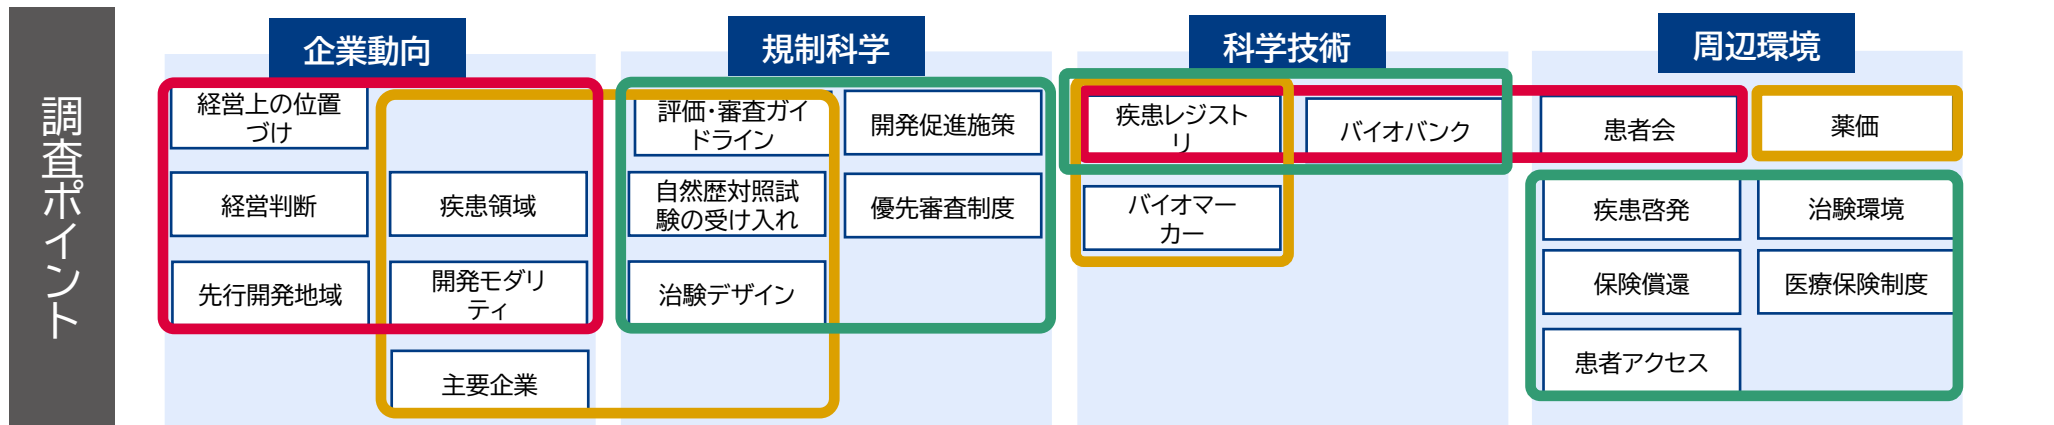 調査ポイント
企業動向
経営上の位置
づけ
経営判断
疾患領域
先行開発地域
開発モダリ
ティ
主要企業
規制科学
評価・審査ガイ
ドライン
開発促進施策
自然歴対照試
験の受け入れ
優先審査制度
治験デザイン
科学技術
疾患レジスト
リ
バイオバンク
バイオマー
カー
周辺環境
患者会
薬価
疾患啓発
治験環境
保険償還
医療保険制度
患者アクセス